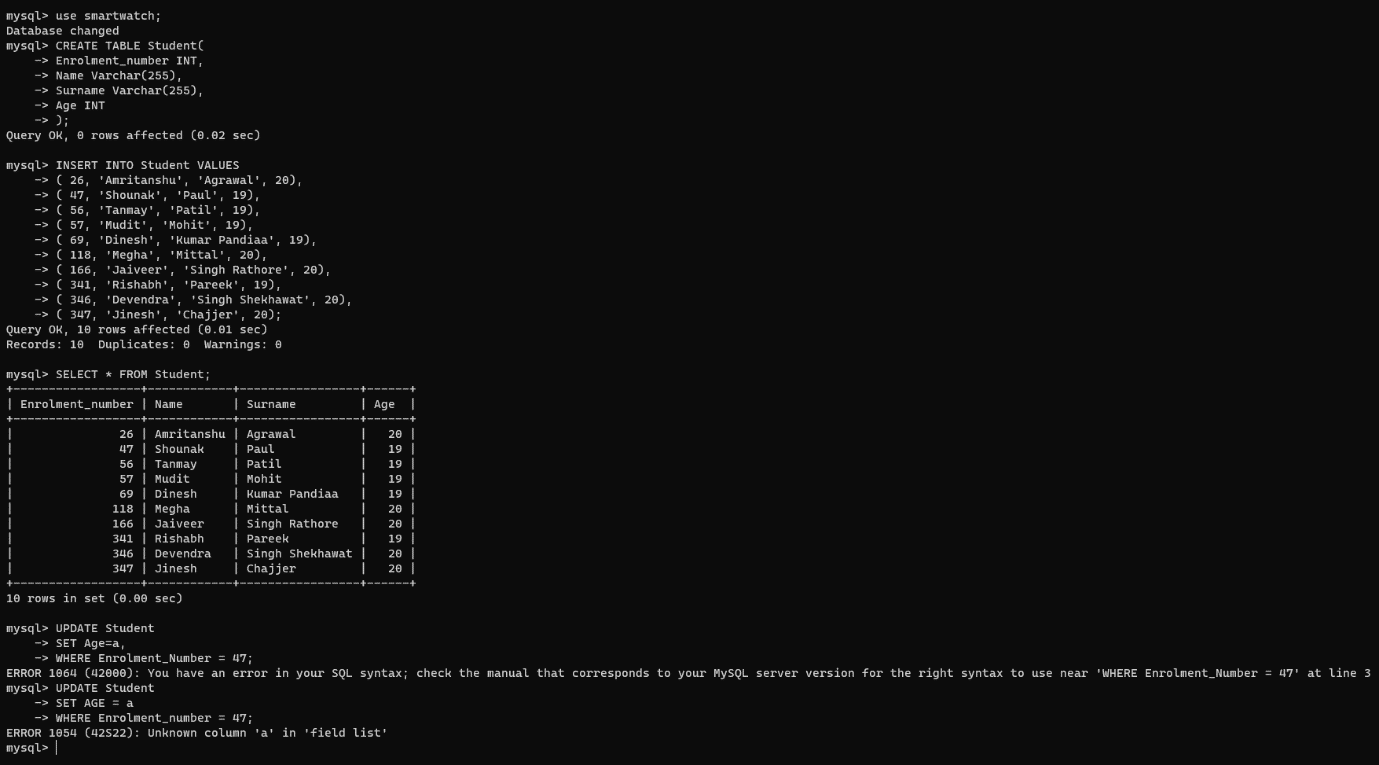 mysql> use smartwatch;
Database changed
mysql> CREATE TABLE Student(
    -> Enrolment_number INT,
    -> Name Varchar(255),
    -> Surname Varchar(255),
    -> Age INT
    -> );
Query OK, 0 rows affected (0.02 sec)

mysql> INSERT INTO Student VALUES
    -> ( 26, 'Amritanshu', 'Agrawal', 20),
    -> ( 47, 'Shounak', 'Paul', 19),
    -> ( 56, 'Tanmay', 'Patil', 19),
    -> ( 57, 'Mudit', 'Mohit', 19),
    -> ( 69, 'Dinesh', 'Kumar Pandiaa', 19),
    -> ( 118, 'Megha', 'Mittal', 20),
    -> ( 166, 'Jaiveer', 'Singh Rathore', 20),
    -> ( 341, 'Rishabh', 'Pareek', 19),
    -> ( 346, 'Devendra', 'Singh Shekhawat', 20),
    -> ( 347, 'Jinesh', 'Chajjer', 20);
Query OK, 10 rows affected (0.01 sec)
Records: 10  Duplicates: 0  Warnings: 0

mysql> SELECT * FROM Student;
+------------------+------------+-----------------+------+
| Enrolment_number | Name       | Surname         | Age  |
+------------------+------------+-----------------+------+
|               26 | Amritanshu | Agrawal         |   20 |
|               47 | Shounak    | Paul            |   19 |
|               56 | Tanmay     | Patil           |   19 |
|               57 | Mudit      | Mohit           |   19 |
|               69 | Dinesh     | Kumar Pandiaa   |   19 |
|              118 | Megha      | Mittal          |   20 |
|              166 | Jaiveer    | Singh Rathore   |   20 |
|              341 | Rishabh    | Pareek          |   19 |
|              346 | Devendra   | Singh Shekhawat |   20 |
|              347 | Jinesh     | Chajjer         |   20 |
+------------------+------------+-----------------+------+
10 rows in set (0.00 sec)

mysql> UPDATE Student
    -> SET Age=a,
    -> WHERE Enrolment_Number = 47;
ERROR 1064 (42000): You have an error in your SQL syntax; check the manual that corresponds to your MySQL server version for the right syntax to use near 'WHERE Enrolment_Number = 47' at line 3
mysql> UPDATE Student
    -> SET AGE = a
    -> WHERE Enrolment_number = 47;
ERROR 1054 (42S22): Unknown column 'a' in 'field list'
mysql>